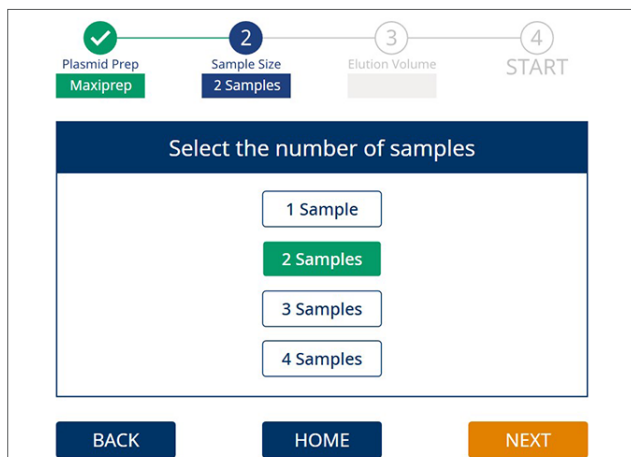 2
3
4
Plasmid Prep
Sample Size
Elution Volume
START
Maxiprep
2 Samples
Select the number of samples
1 Sample
2 Samples
3 Samples
4 Samples
BACK
HOME
NEXT